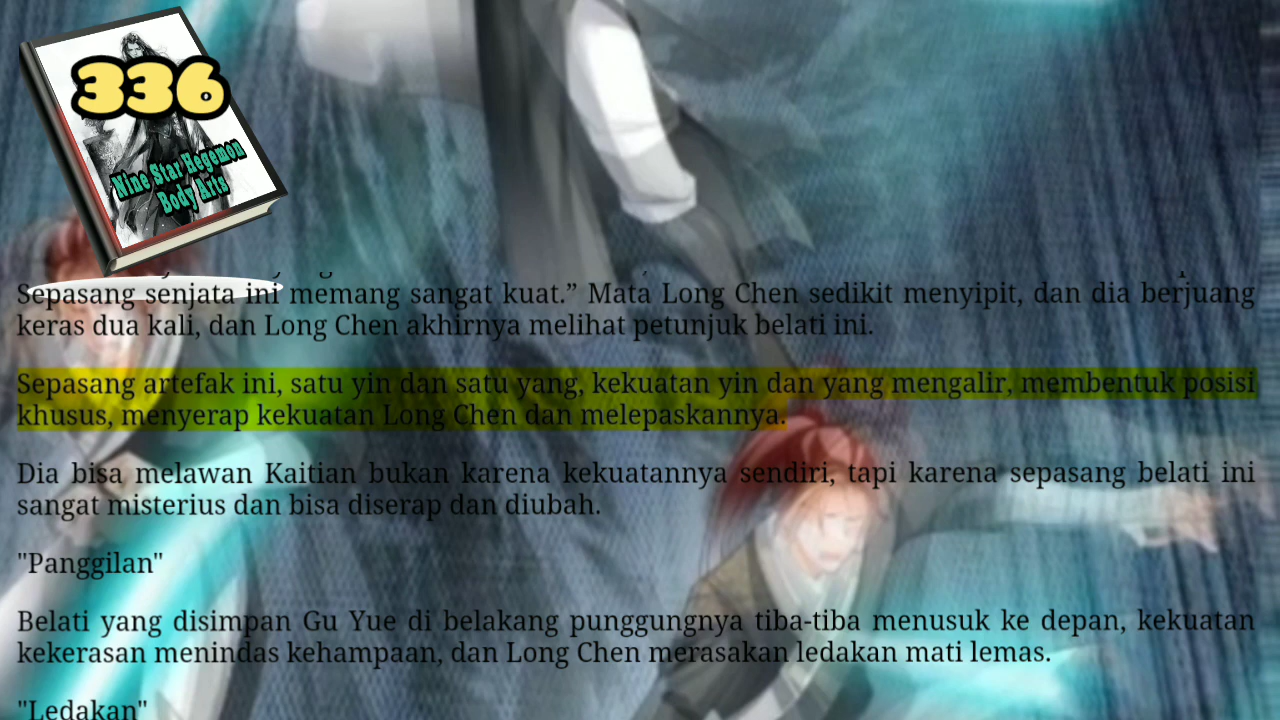 336
Nine Star Hegemon
Body Arts
Sepasang senjata ini memang sangat kuat.” Mata Long Chen sedikit menyipit, dan dia berjuang
keras dua kali, dan Long Chen akhirnya melihat petunjuk belati ini.
Sepasang artefak ini, satu yin dan satu yang, kekuatan yin dan yang mengalir, membentuk posisi
khusus, menyerap kekuatan Long Chen dan melepaskannya.
Dia bisa melawan Kaitian bukan karena kekuatannya sendiri, tapi karena sepasang belati ini
sangat misterius dan bisa diserap dan diubah.
"Panggilan"
Belati yang disimpan Gu Yue di belakang punggungnya tiba-tiba menusuk ke depan, kekuatan
kekerasan menindas kehampaan, dan Long Chen merasakan ledakan mati lemas.
"Ledakan"